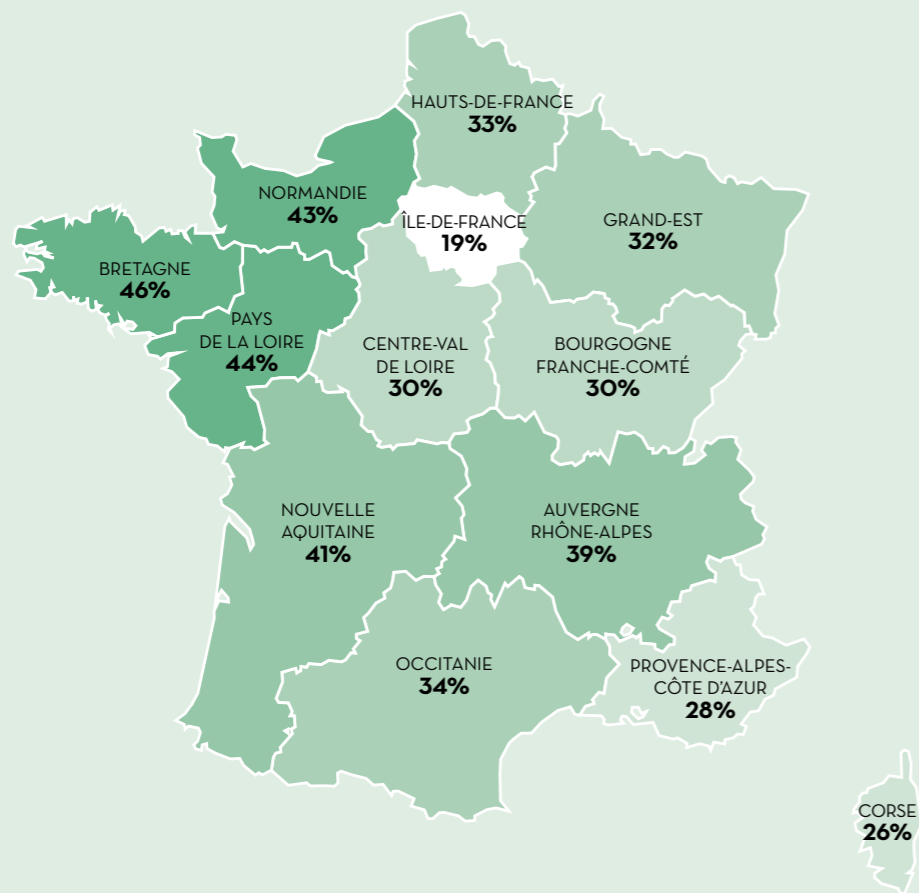 HAUTS-DE-FRANCE
33%
NORMANDIE
43%
ÎLE-DE-FRANCE
19%
GRAND-EST
32%
BRETAGNE
46%
PAYS
DE LA LOIRE
44%
CENTRE-VAL
DE LOIRE
30%
BOURGOGNE
FRANCHE-COMTÉ
30%
NOUVELLE
AQUITAINE
41%
AUVERGNE
RHÔNE-ALPES
39%
OCCITANIE
34%
PROVENCE-ALPES-
CÔTE D'AZUR
28%
CORSE
26%